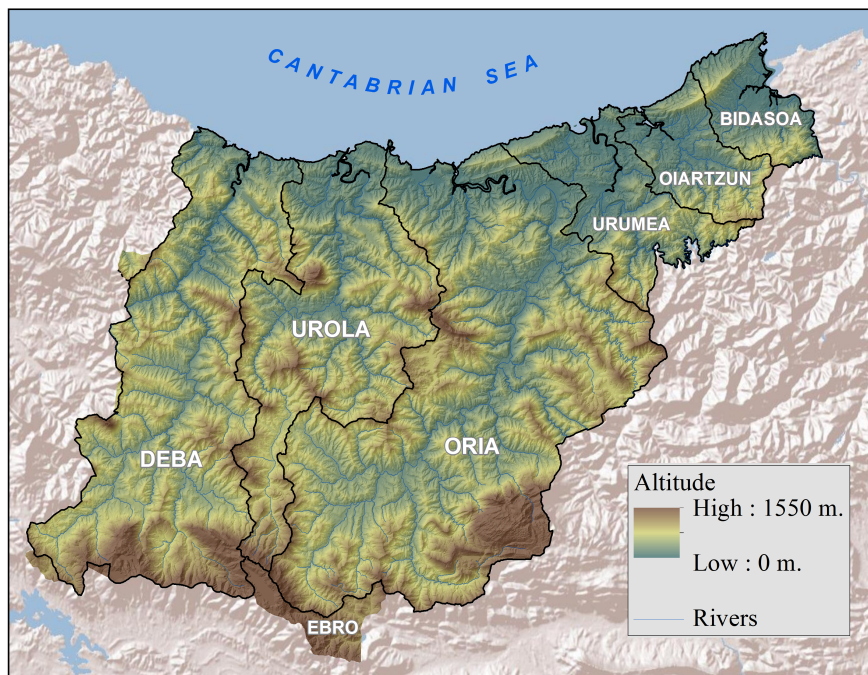 CANTABRIAN SEA
BIDASOA
OIARTZUN
URUMEA
UROLA
ORIA
DEBA
EBRO
Altitude
High : 1550 m.
Low : 0 m.
Rivers